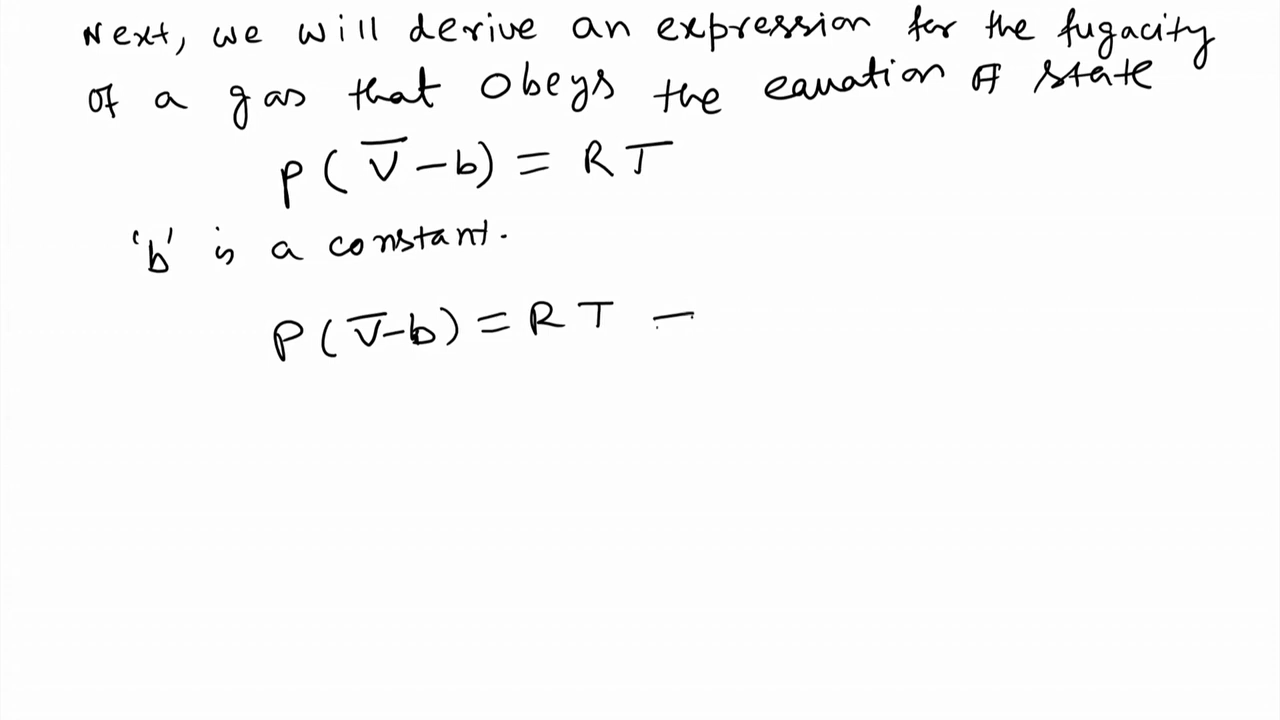 Next, we will derive an expression for the fugacity
of a gas that obeys the equation of state
P(V̅-b) = RT
'b' is a constant.
P(V̅-b) = RT —